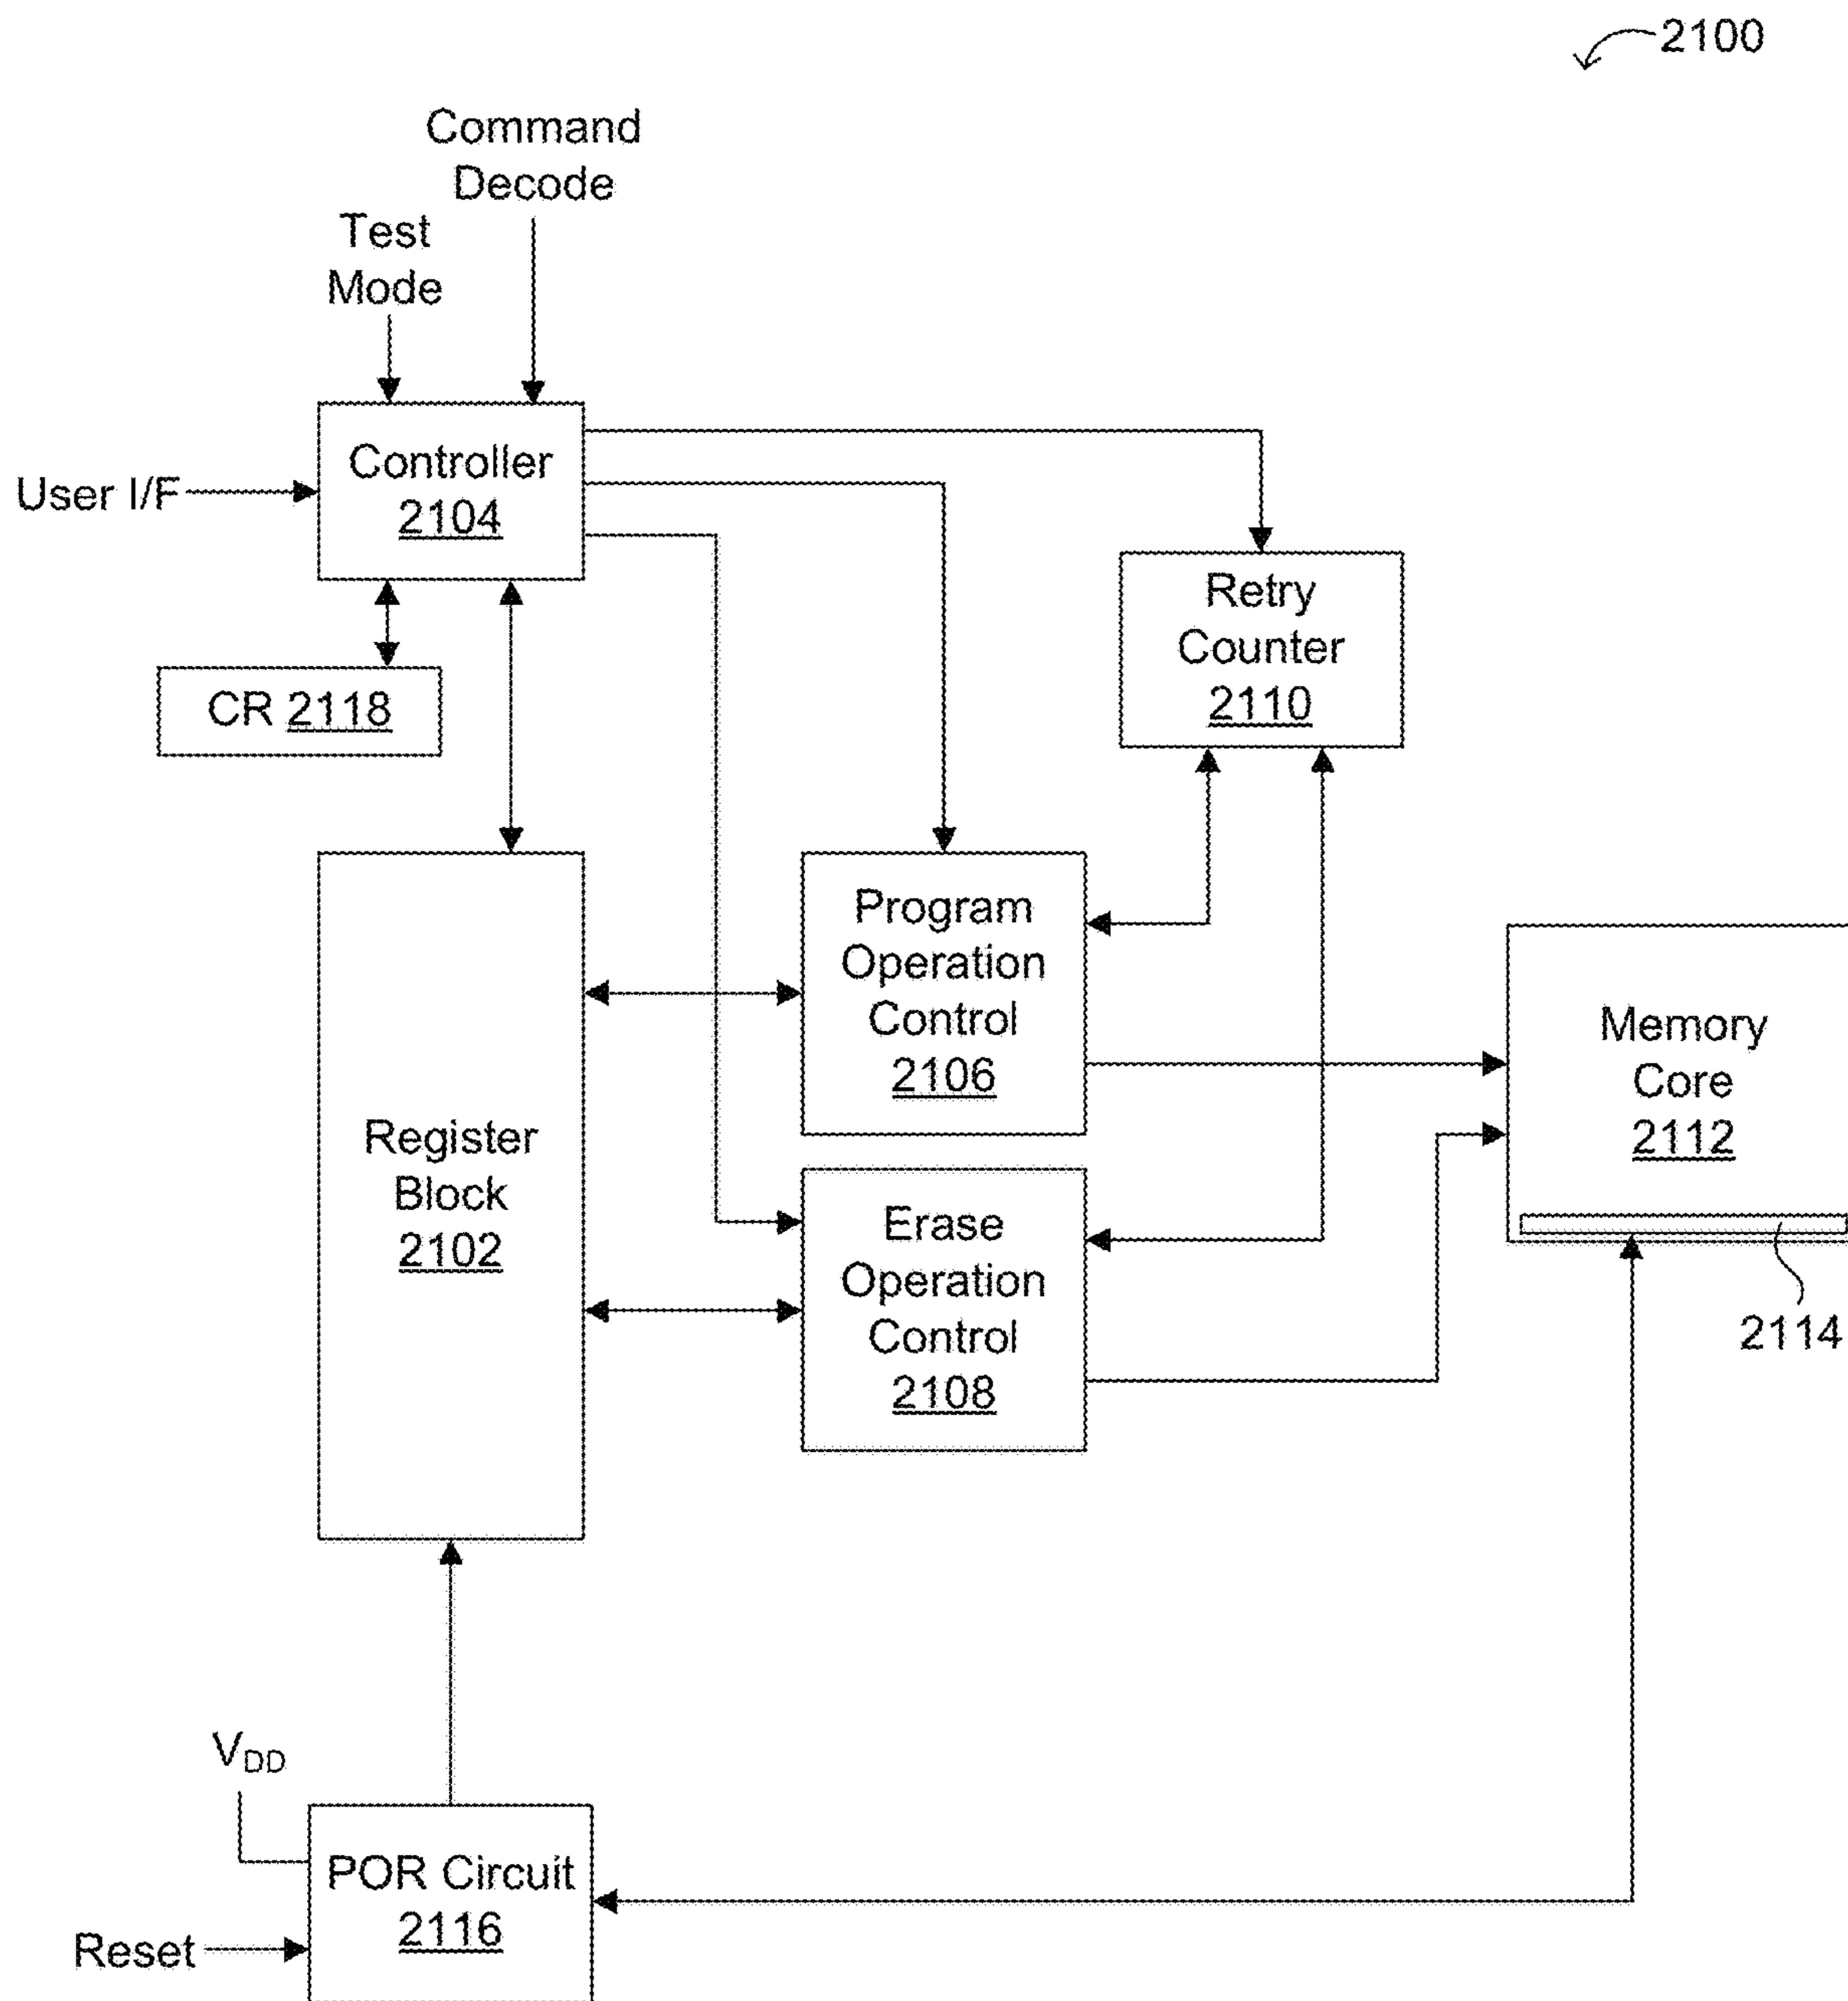 2100
Command
Decode
Test
Mode
User I/F
Controller
2104
Retry
Counter
2110
CR 2118
Program
Operation
Control
2106
Memory
Core
2112
Register
Block
2102
Erase
Operation
Control
2108
2114
VDD
POR Circuit
2116
Reset